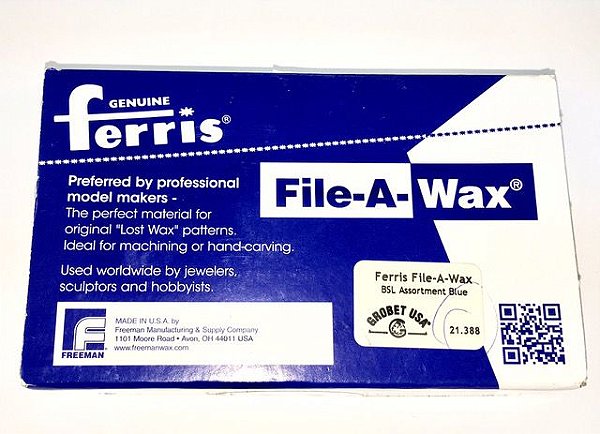 GENUINE
ferris®
File-A-Wax®
Preferred by professional
model makers -
The perfect material for
original "Lost Wax" patterns.
Ideal for machining or hand-carving.
Used worldwide by jewelers,
sculptors and hobbyists.
Ferris File-A-Wax
BSL Assortment Blue
GROBET USA®
21.388
F
FREEMAN
MADE IN U.S.A. by
Freeman Manufacturing & Supply Company
1101 Moore Road • Avon, OH 44011 USA
www.freemanwax.com